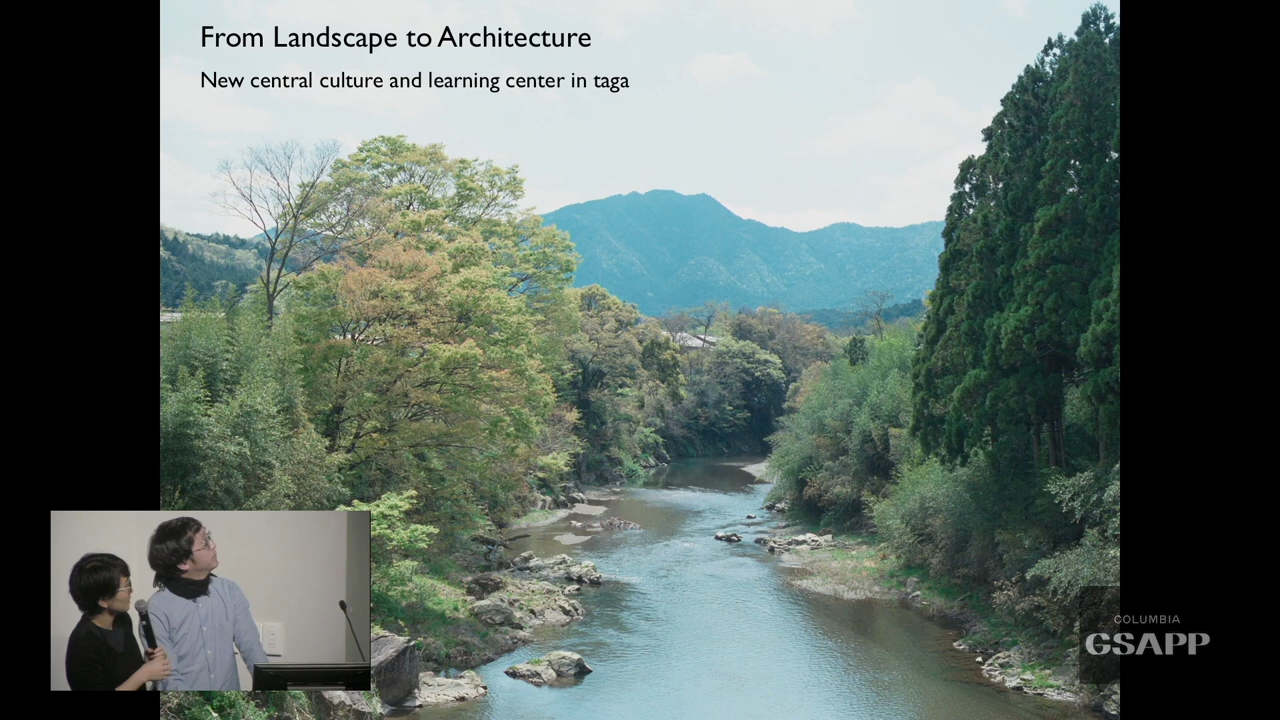 From Landscape to Architecture
New central culture and learning center in taga
COLUMBIA
GSAPP